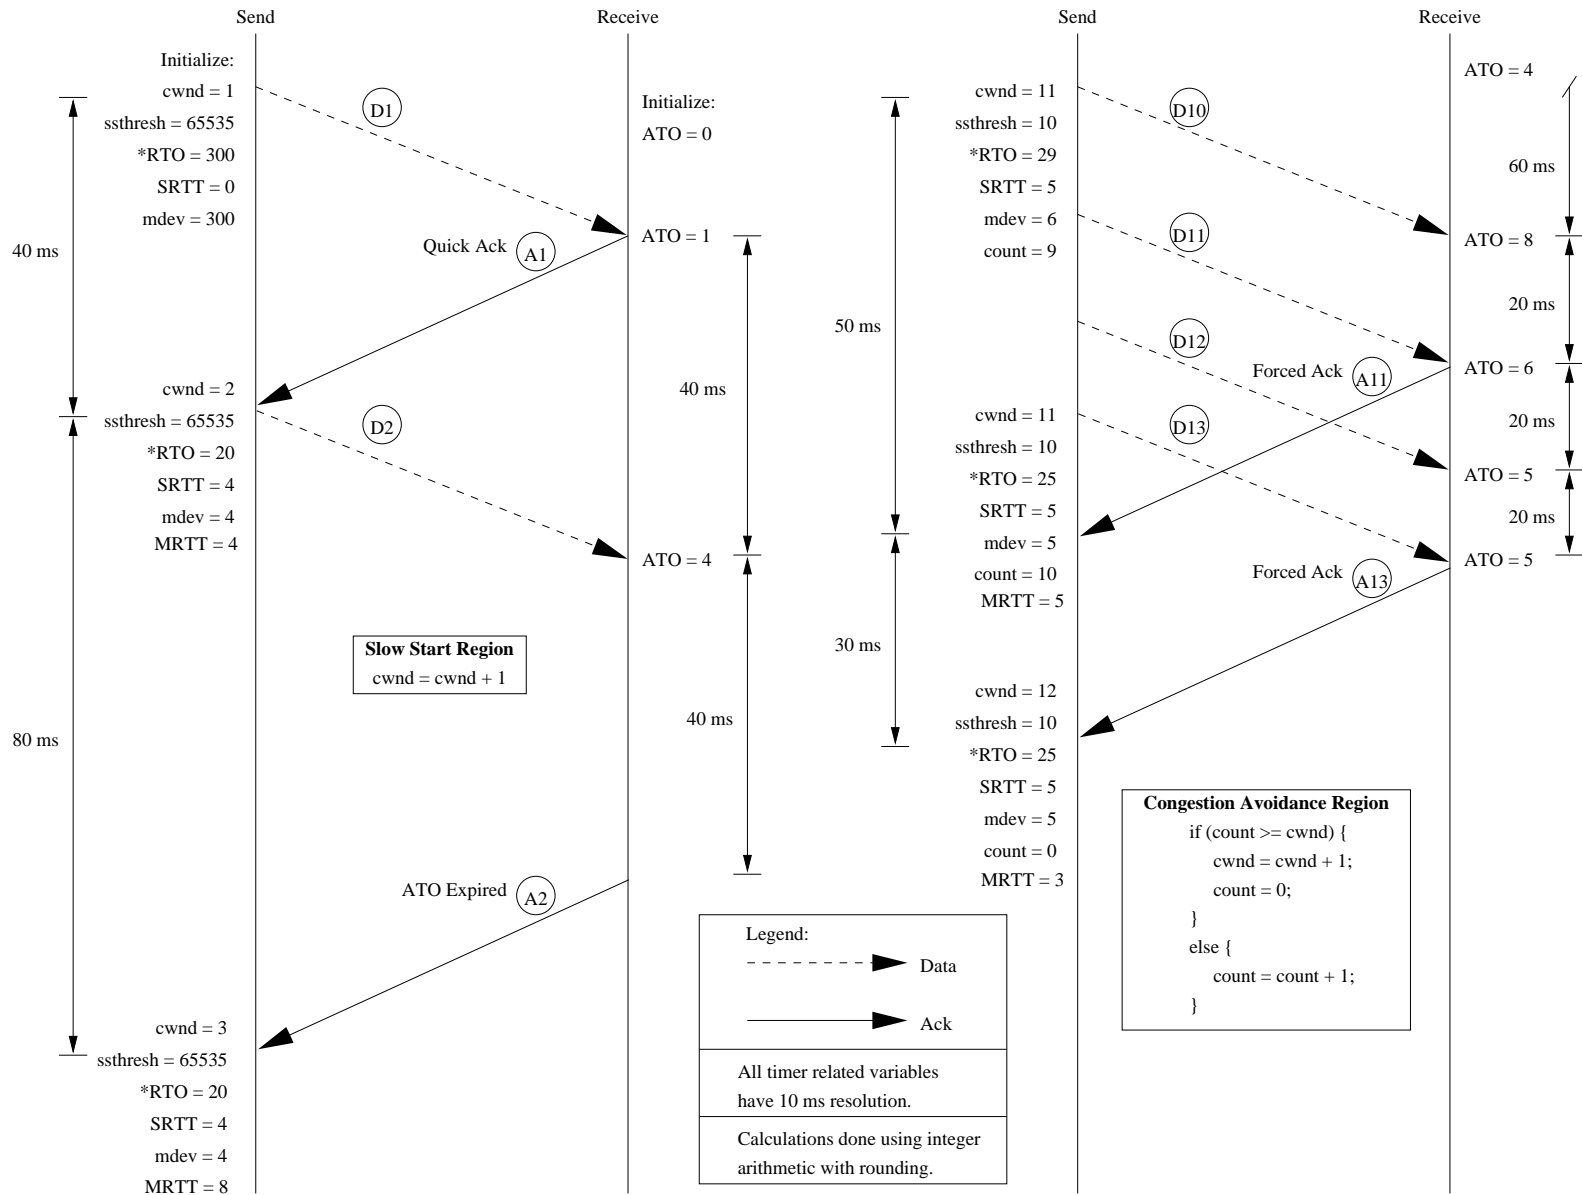 Send
Receive
Initialize:
cwnd = 1
ssthresh = 65535
*RTO = 300
SRTT = 0
mdev = 300
D1
Initialize:
ATO = 0
40 ms
Quick Ack
A1
ATO = 1
cwnd = 2
ssthresh = 65535
*RTO = 20
SRTT = 4
mdev = 4
MRTT = 4
D2
40 ms
ATO = 4
Slow Start Region
cwnd = cwnd + 1
80 ms
40 ms
ATO Expired
A2
cwnd = 3
ssthresh = 65535
*RTO = 20
SRTT = 4
mdev = 4
MRTT = 8
Send
Receive
ATO = 4
cwnd = 11
ssthresh = 10
*RTO = 29
SRTT = 5
mdev = 6
count = 9
D10
60 ms
D11
ATO = 8
20 ms
50 ms
D12
Forced Ack
A11
ATO = 6
cwnd = 11
ssthresh = 10
*RTO = 25
SRTT = 5
mdev = 5
count = 10
MRTT = 5
D13
20 ms
ATO = 5
20 ms
Forced Ack
A13
ATO = 5
30 ms
cwnd = 12
ssthresh = 10
*RTO = 25
SRTT = 5
mdev = 5
count = 0
MRTT = 3
Congestion Avoidance Region
if (count >= cwnd) {
cwnd = cwnd + 1;
count = 0;
}
else {
count = count + 1;
}
Legend:
Data
Ack
All timer related variables
have 10 ms resolution.
Calculations done using integer
arithmetic with rounding.